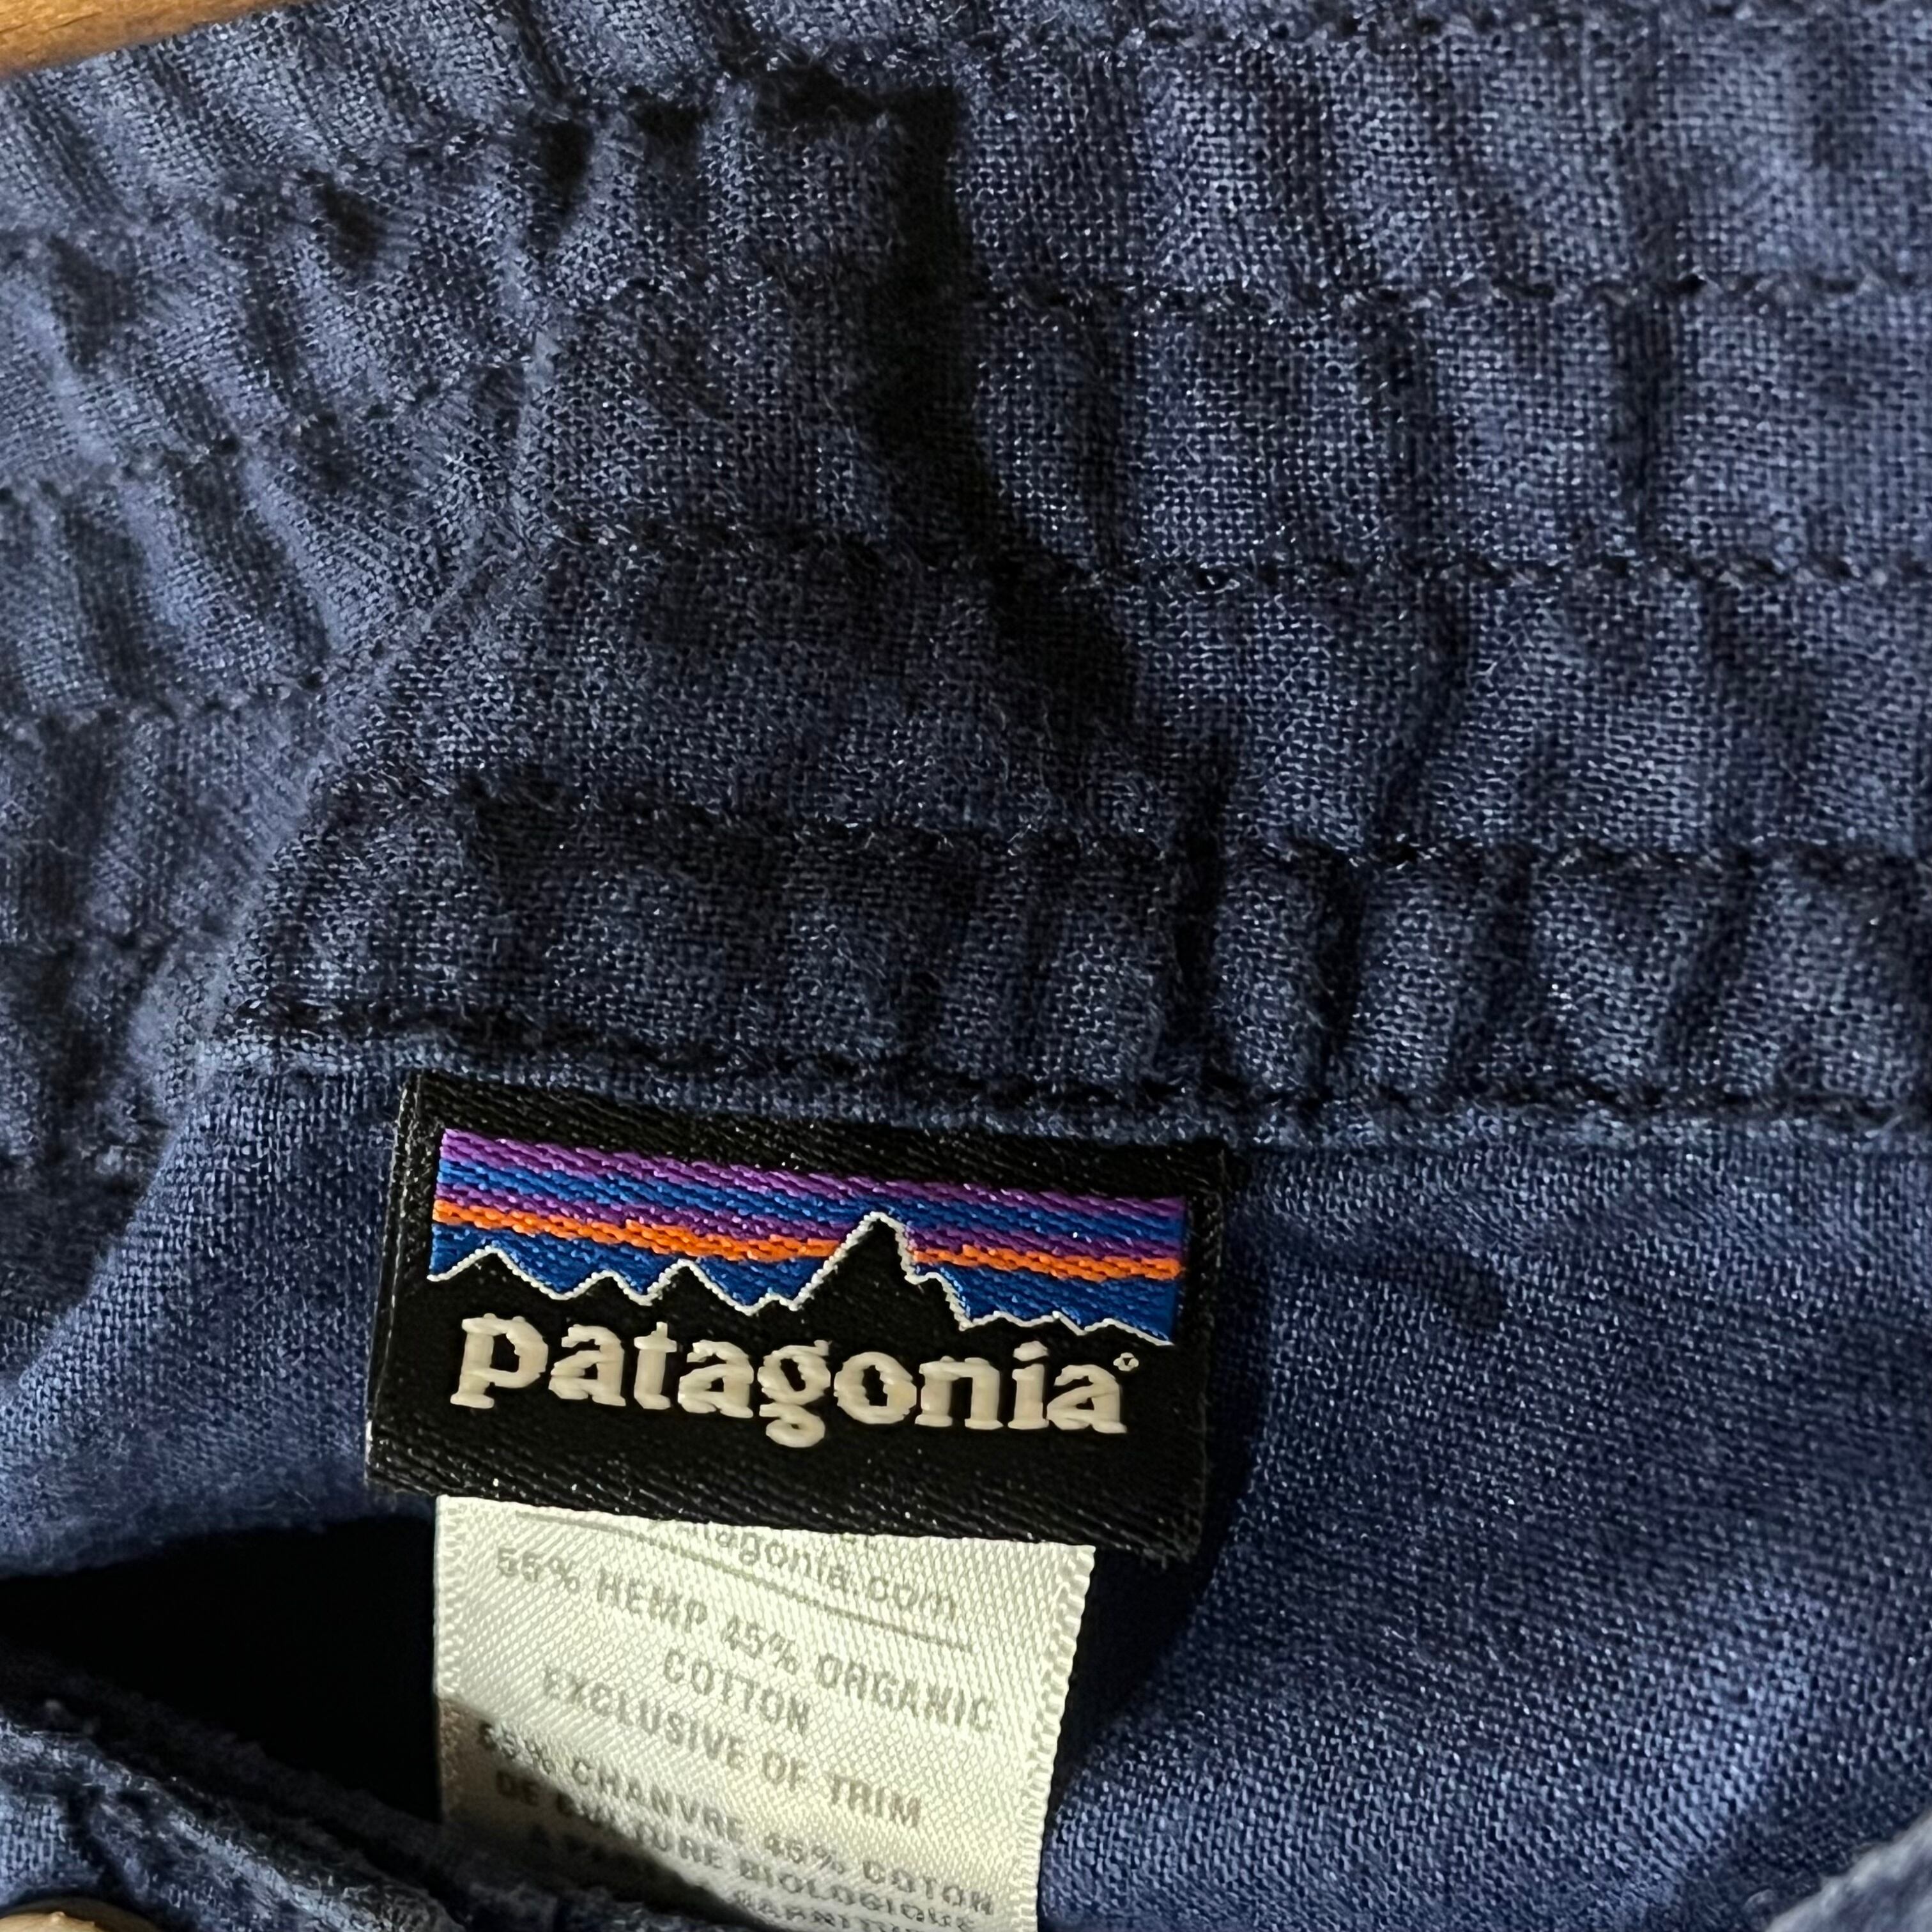 patagonia®
patagonia.com
55% HEMP 45% ORGANIC
COTTON
EXCLUSIVE OF TRIM
55% CHANVRE 45% COTON
DE CULTURE BIOLOGIQUE